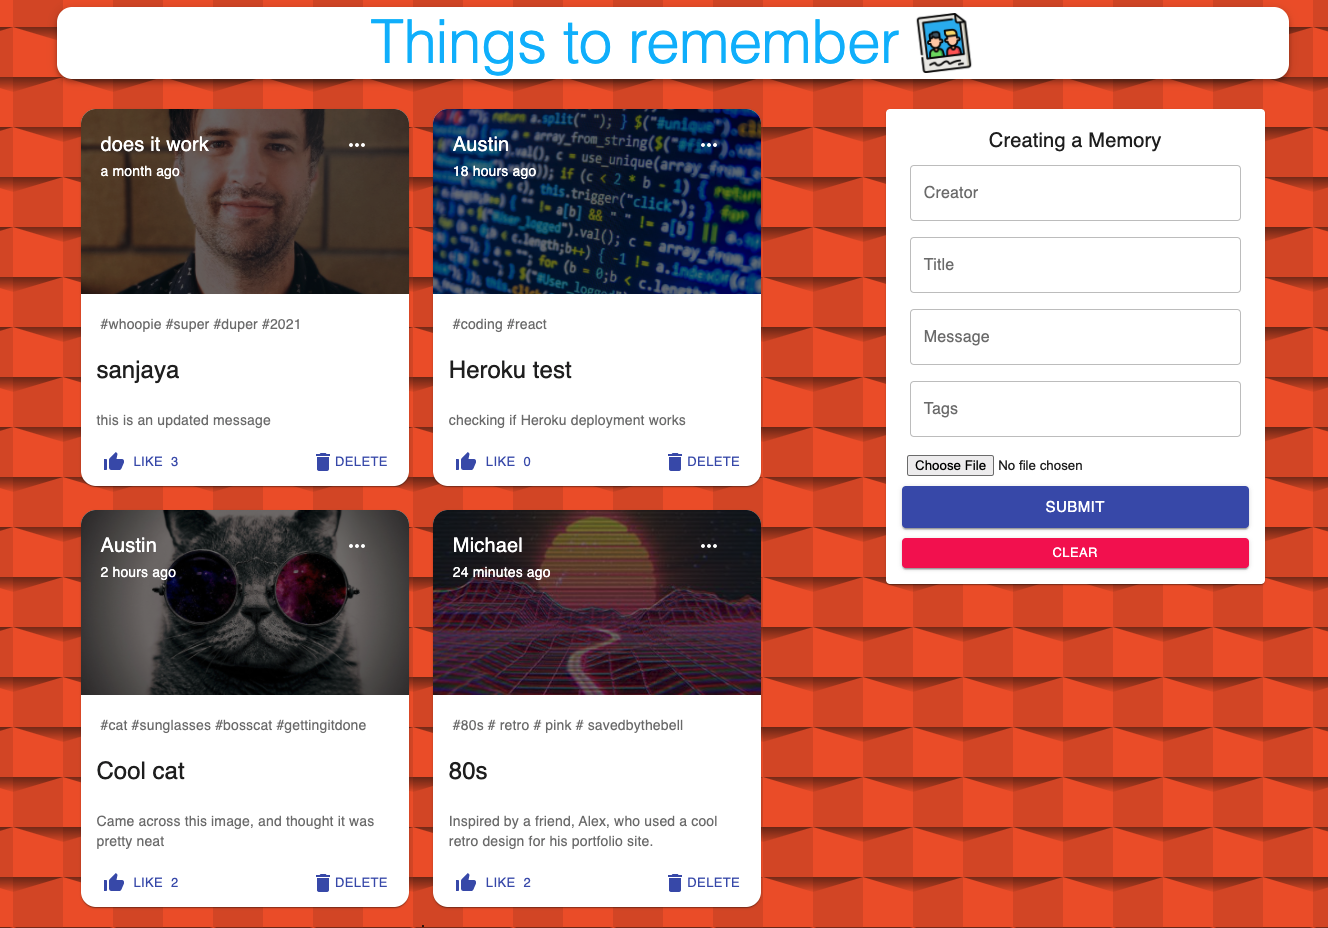 Things to remember
does it work
a month ago
#whoopie #super #duper #2021
sanjaya
this is an updated message
LIKE 3
DELETE
Austin
18 hours ago
#coding #react
Heroku test
checking if Heroku deployment works
LIKE 0
DELETE
Austin
2 hours ago
#cat #sunglasses #bosscat #gettingitdone
Cool cat
Came across this image, and thought it was
pretty neat
LIKE 2
DELETE
Michael
24 minutes ago
#80s # retro # pink # savedbythebell
80s
Inspired by a friend, Alex, who used a cool
retro design for his portfolio site.
LIKE 2
DELETE
Creating a Memory
Creator
Title
Message
Tags
Choose File No file chosen
SUBMIT
CLEAR